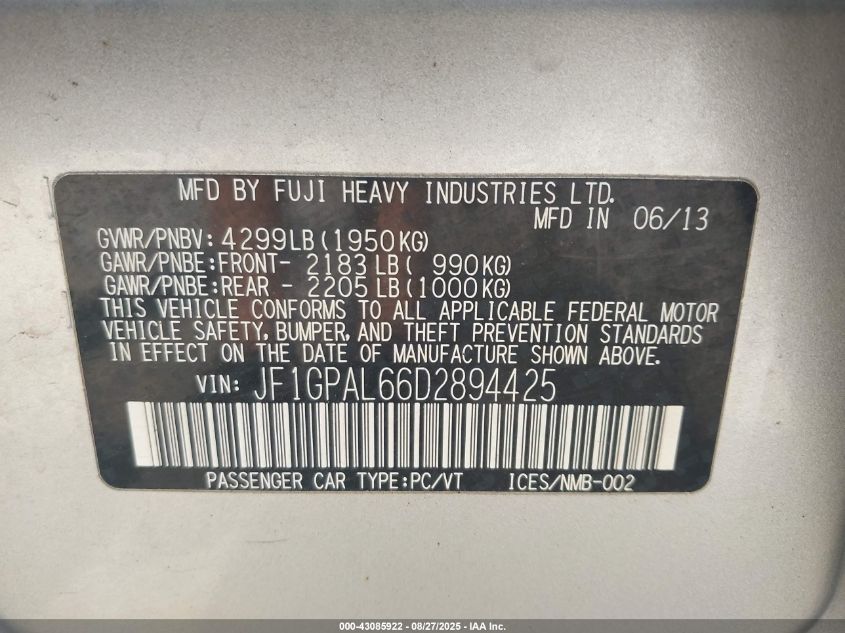 MFD BY FUJI HEAVY INDUSTRIES LTD.
MFD IN 06/13
GVWR/PNBV: 4299LB(1950KG)
GAWR/PNBE:FRONT- 2183LB( 990KG)
GAWR/PNBE:REAR - 2205LB(1000KG)
THIS VEHICLE CONFORMS TO ALL APPLICABLE FEDERAL MOTOR
VEHICLE SAFETY, BUMPER, AND THEFT PREVENTION STANDARDS
IN EFFECT ON THE DATE OF MANUFACTURE SHOWN ABOVE.
VIN: JF1GPAL66D2894425
PASSENGER CAR TYPE:PC/VT ICES/NMB-002
000-43085922 - 08/27/2025 - IAA Inc.